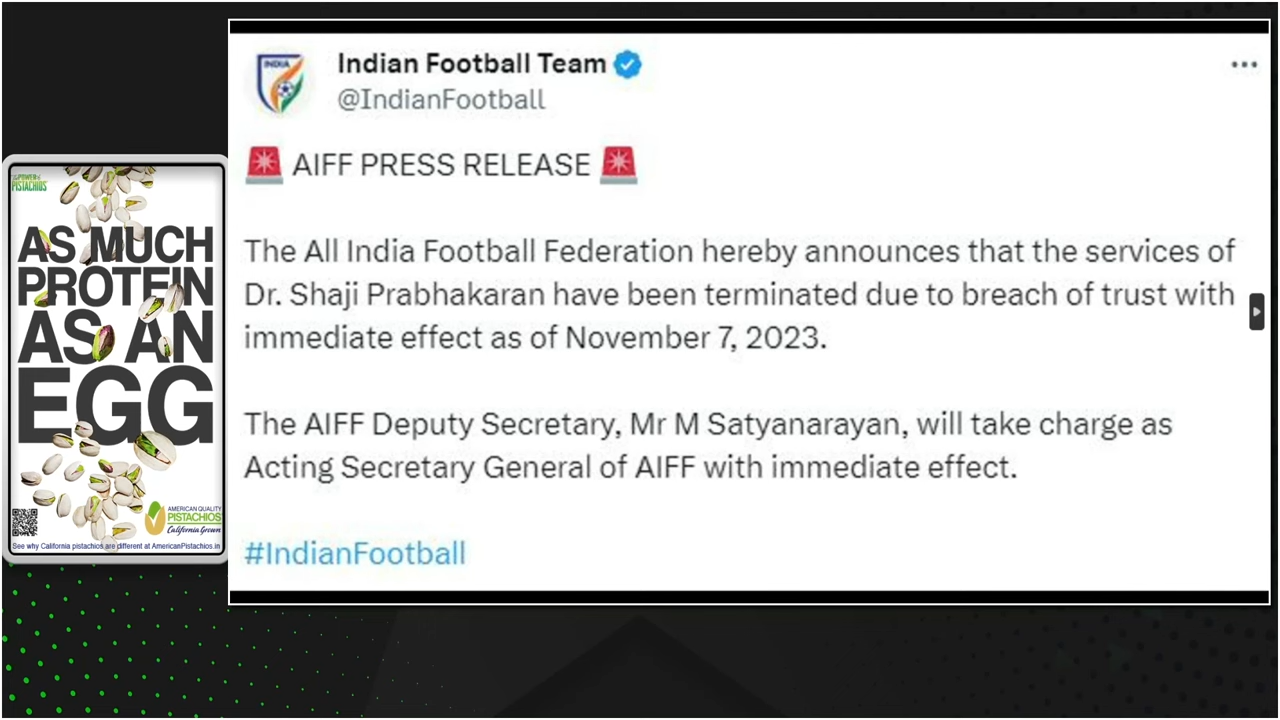 Indian Football Team
@IndianFootball
AIFF PRESS RELEASE
The All India Football Federation hereby announces that the services of
Dr. Shaji Prabhakaran have been terminated due to breach of trust with
immediate effect as of November 7, 2023.
The AIFF Deputy Secretary, Mr M Satyanarayan, will take charge as
Acting Secretary General of AIFF with immediate effect.
#IndianFootball
INDIA
POWER of
PISTACHIOS
AS MUCH
PROTEIN
AS AN
EGG
AMERICAN QUALITY
PISTACHIOS
California Grown
See why California pistachios are different at AmericanPistachios.in